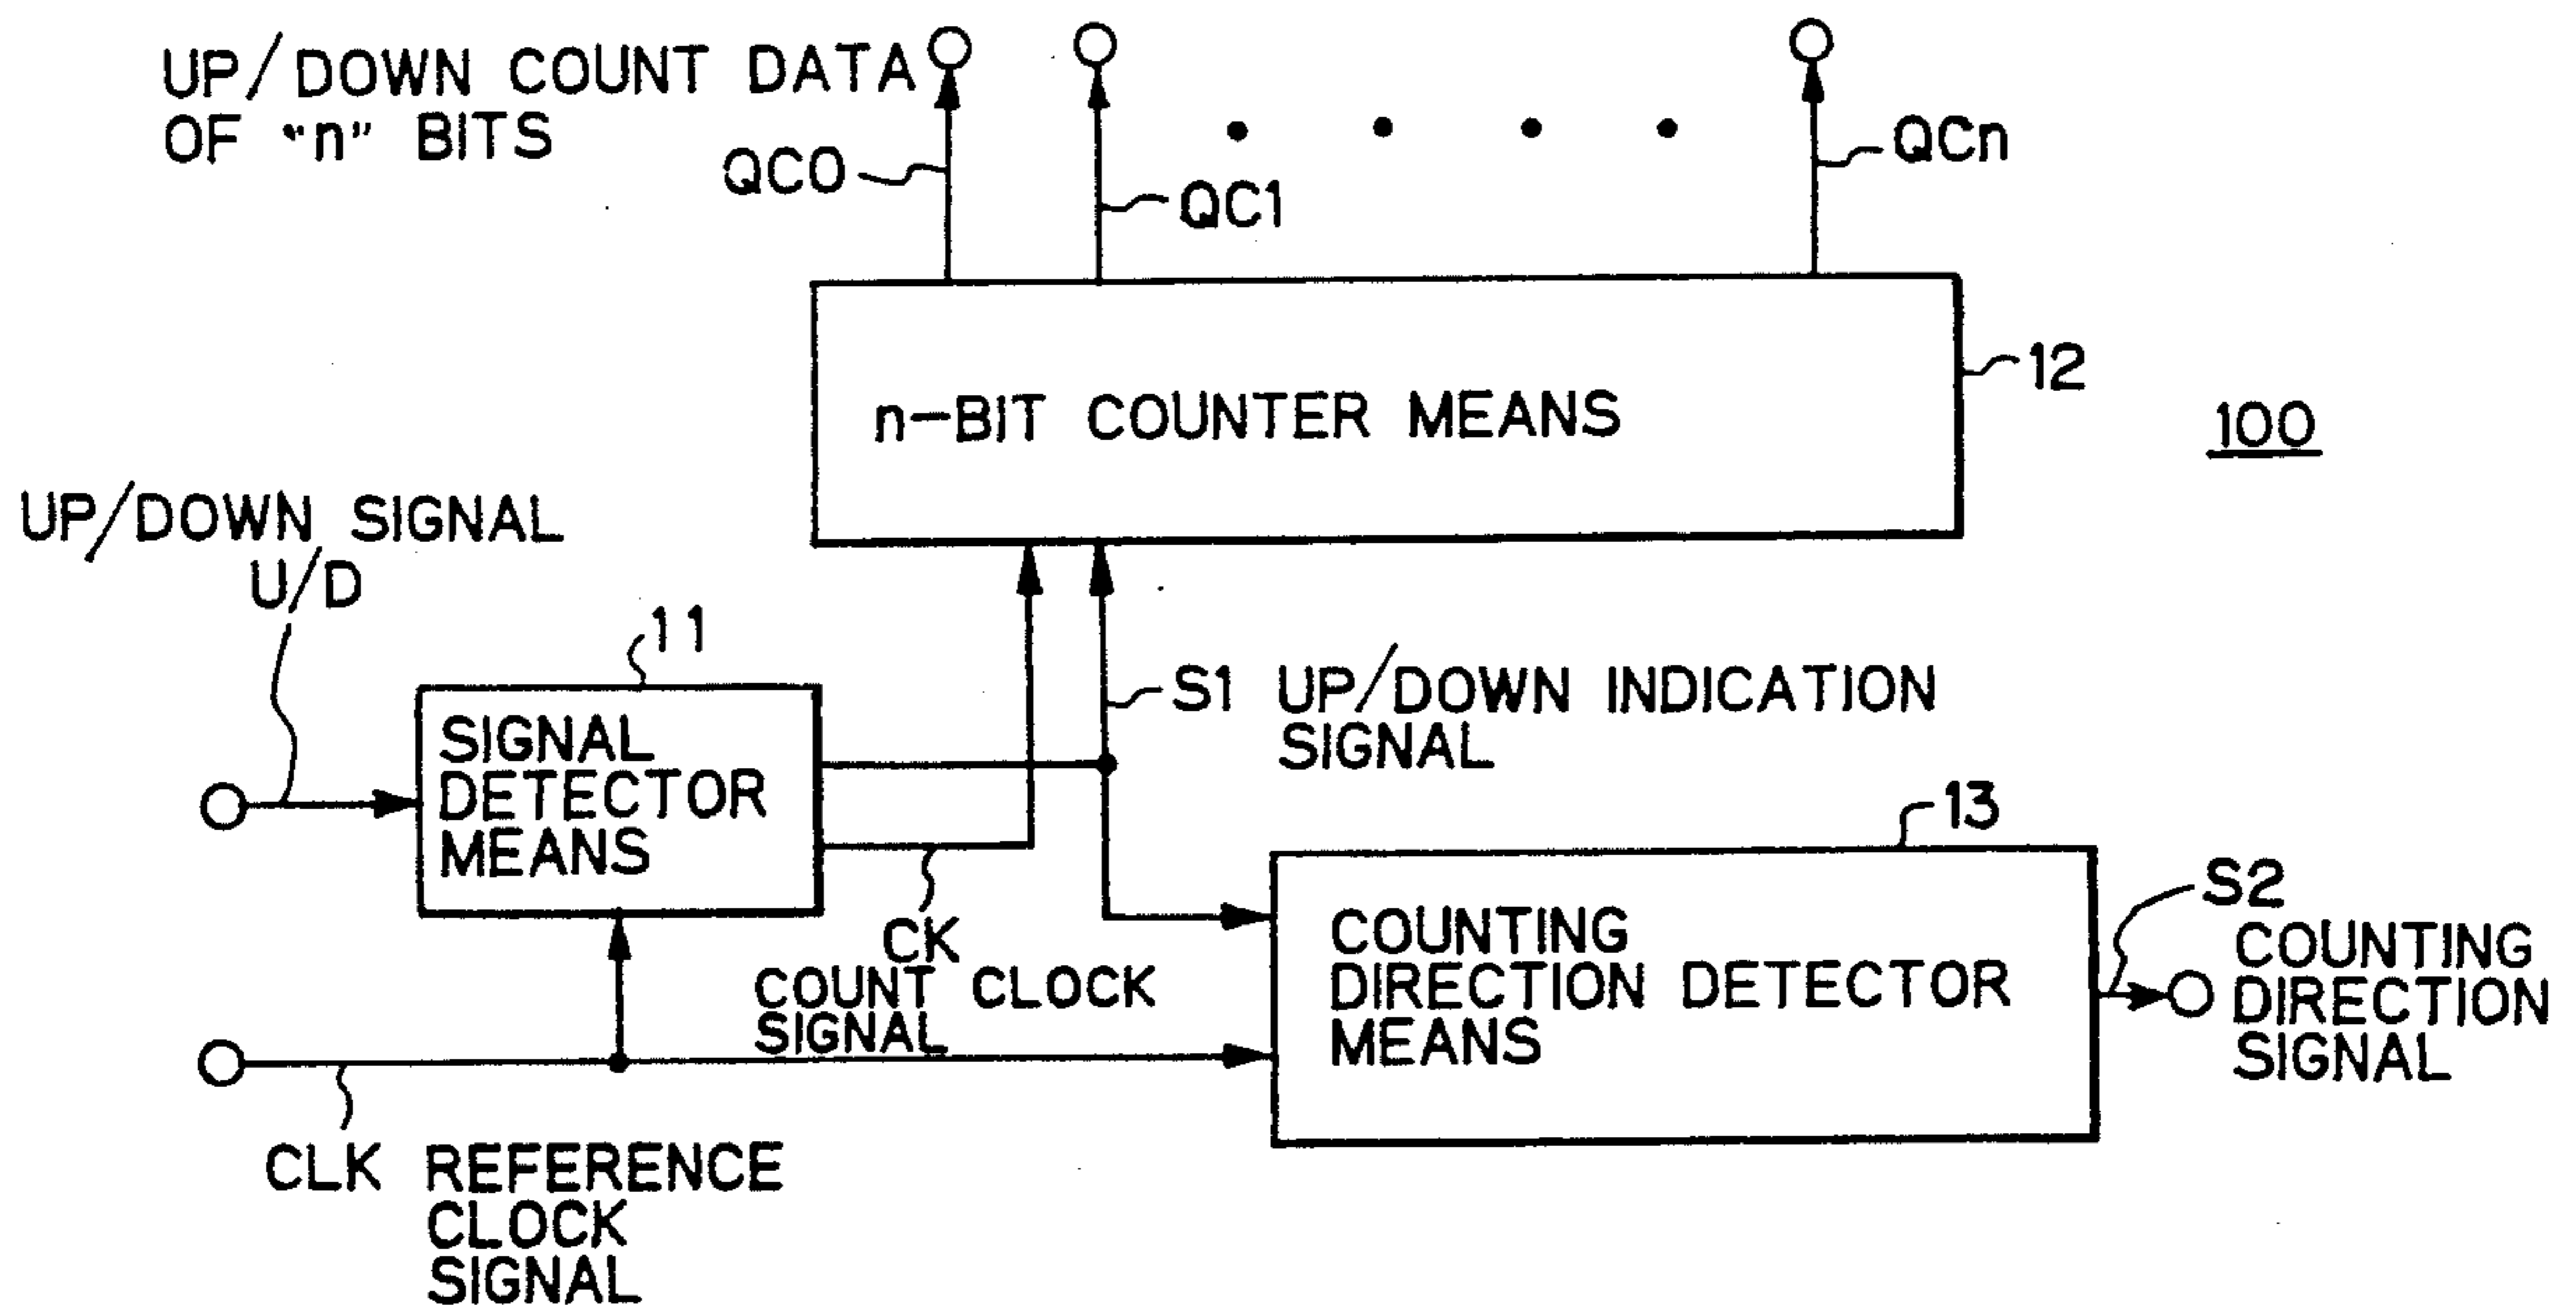 UP/DOWN COUNT DATA
OF "n" BITS
QC0
QC1
QCn
n-BIT COUNTER MEANS
12
100
UP/DOWN SIGNAL
U/D
11
SIGNAL
DETECTOR
MEANS
S1 UP/DOWN INDICATION
SIGNAL
13
CK
COUNT CLOCK
SIGNAL
COUNTING
DIRECTION DETECTOR
MEANS
S2
COUNTING
DIRECTION
SIGNAL
CLK REFERENCE
CLOCK
SIGNAL